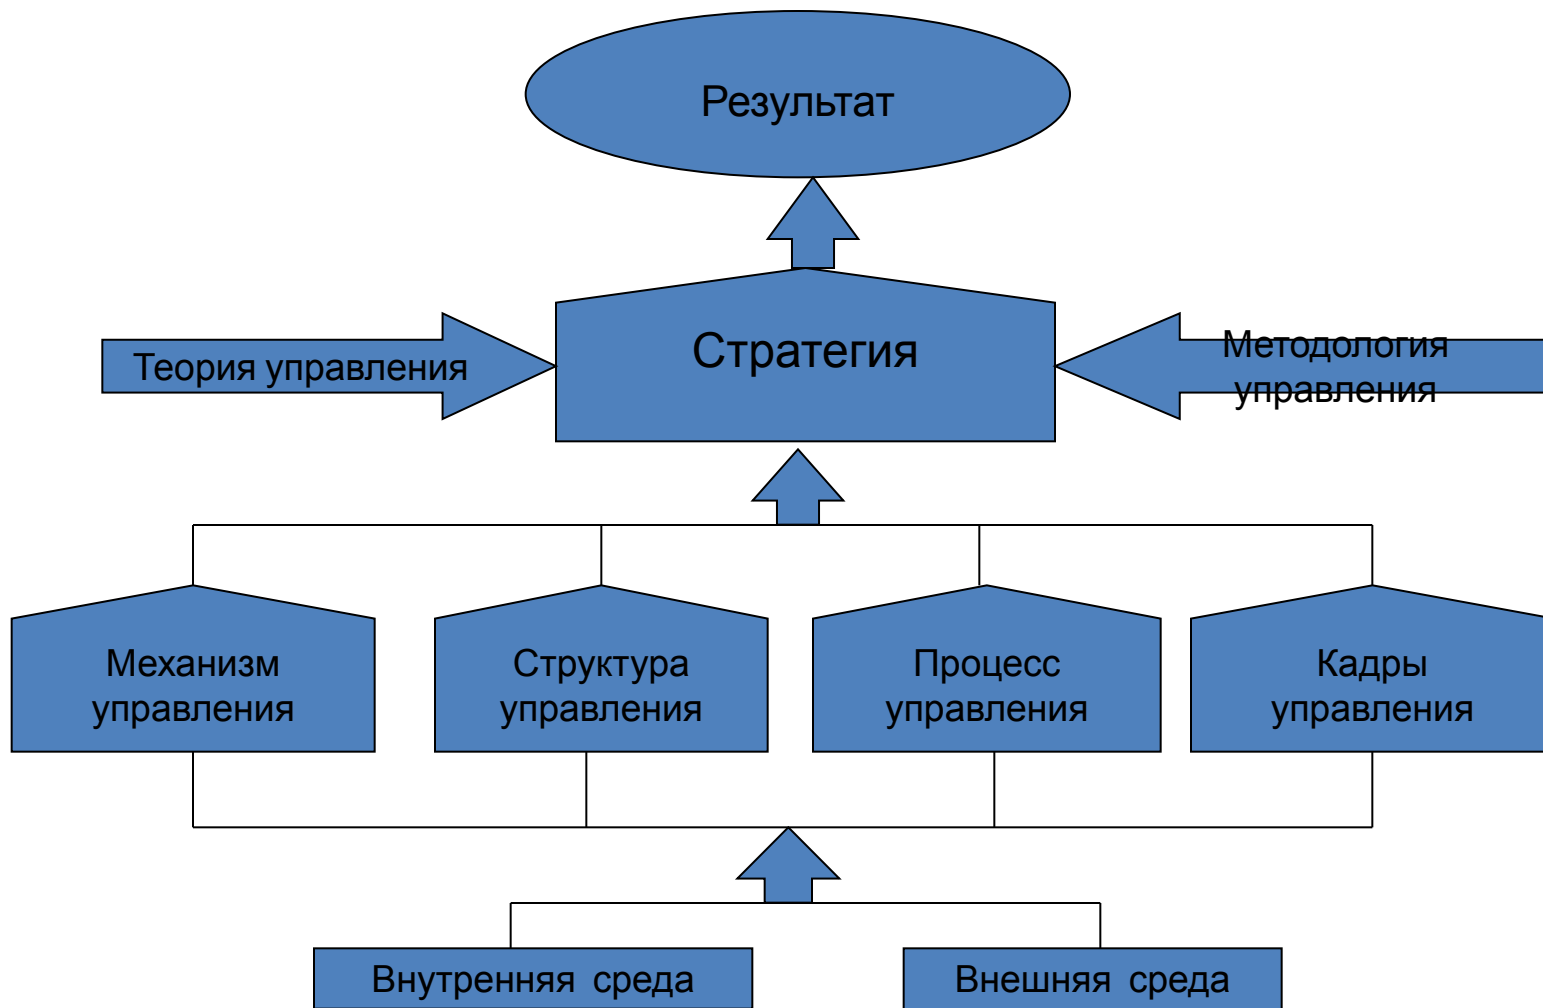 Результат
Стратегия
Теория управления
Методология
управления
Механизм
управления
Структура
управления
Процесс
управления
Кадры
управления
Внутренняя среда
Внешняя среда